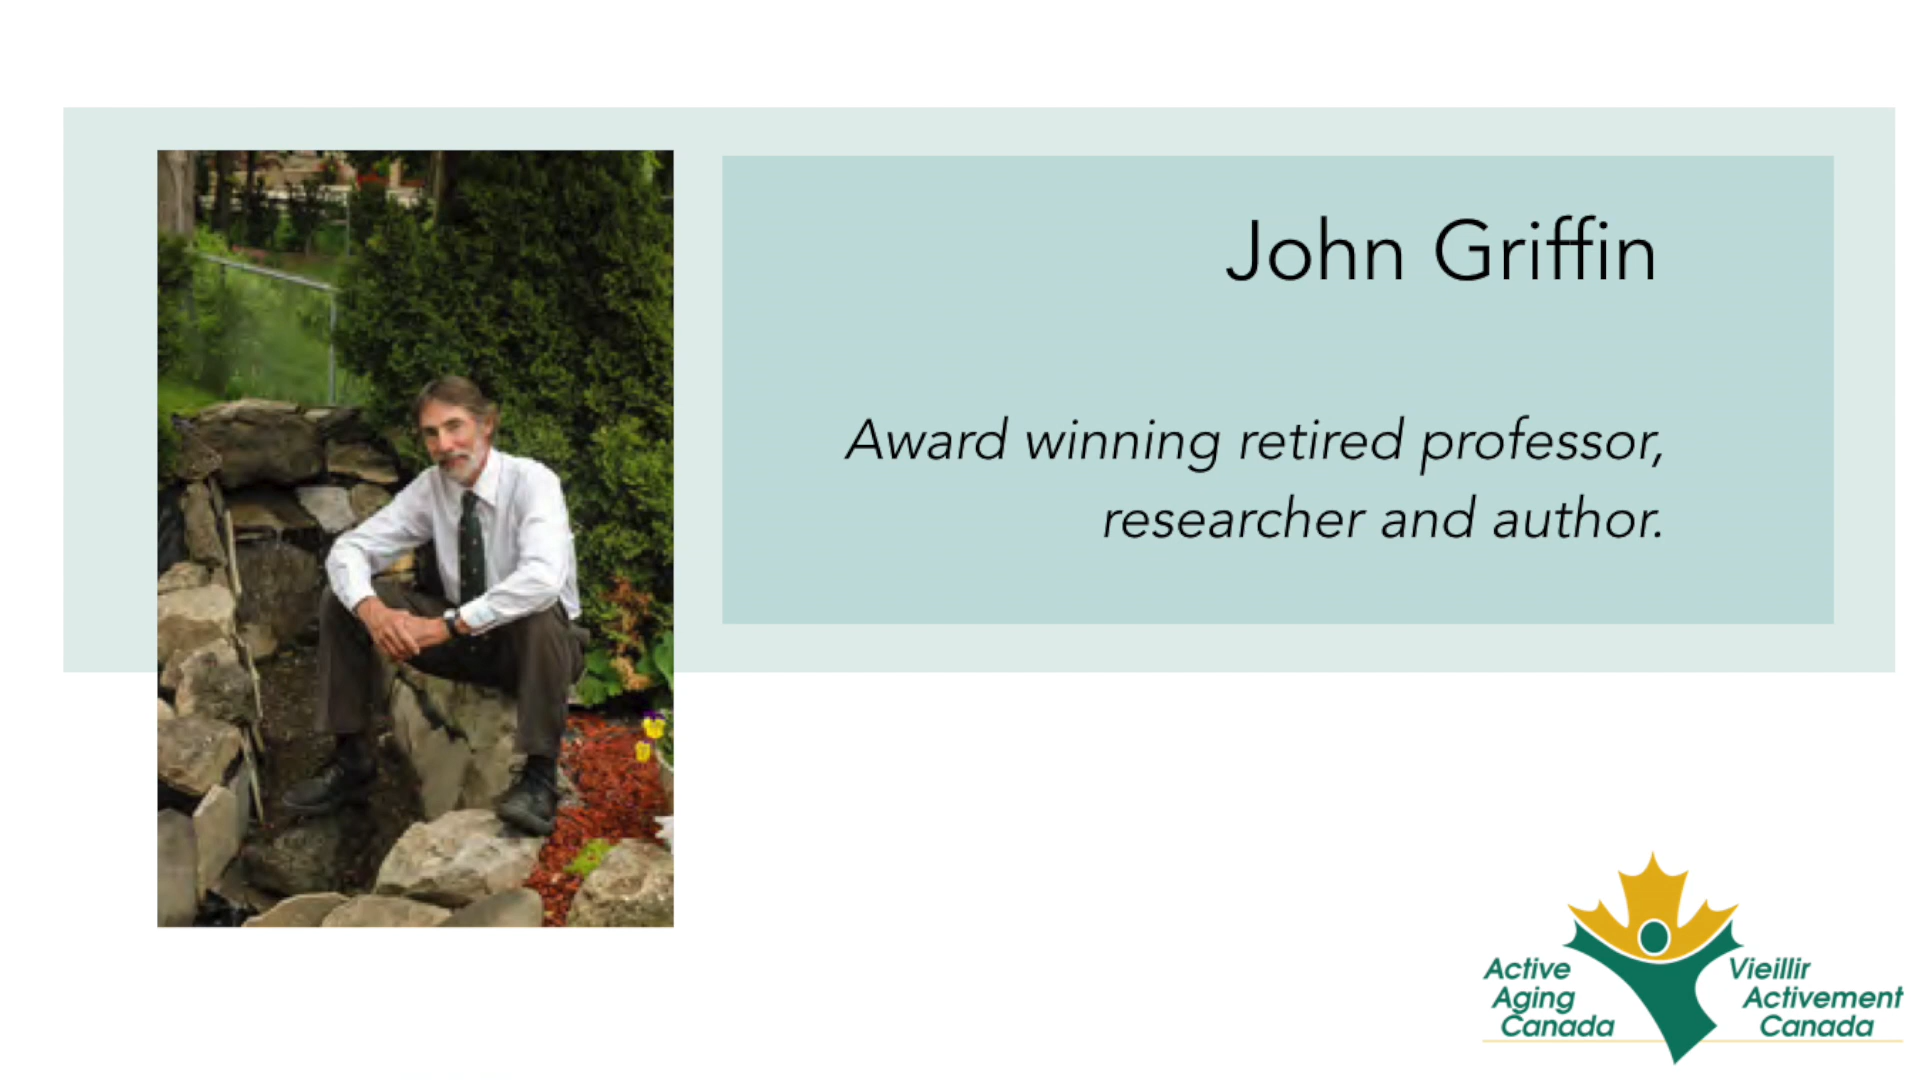 John Griffin
Award winning retired professor,
researcher and author.
Active
Aging
Canada
Vieillir
Activement
Canada